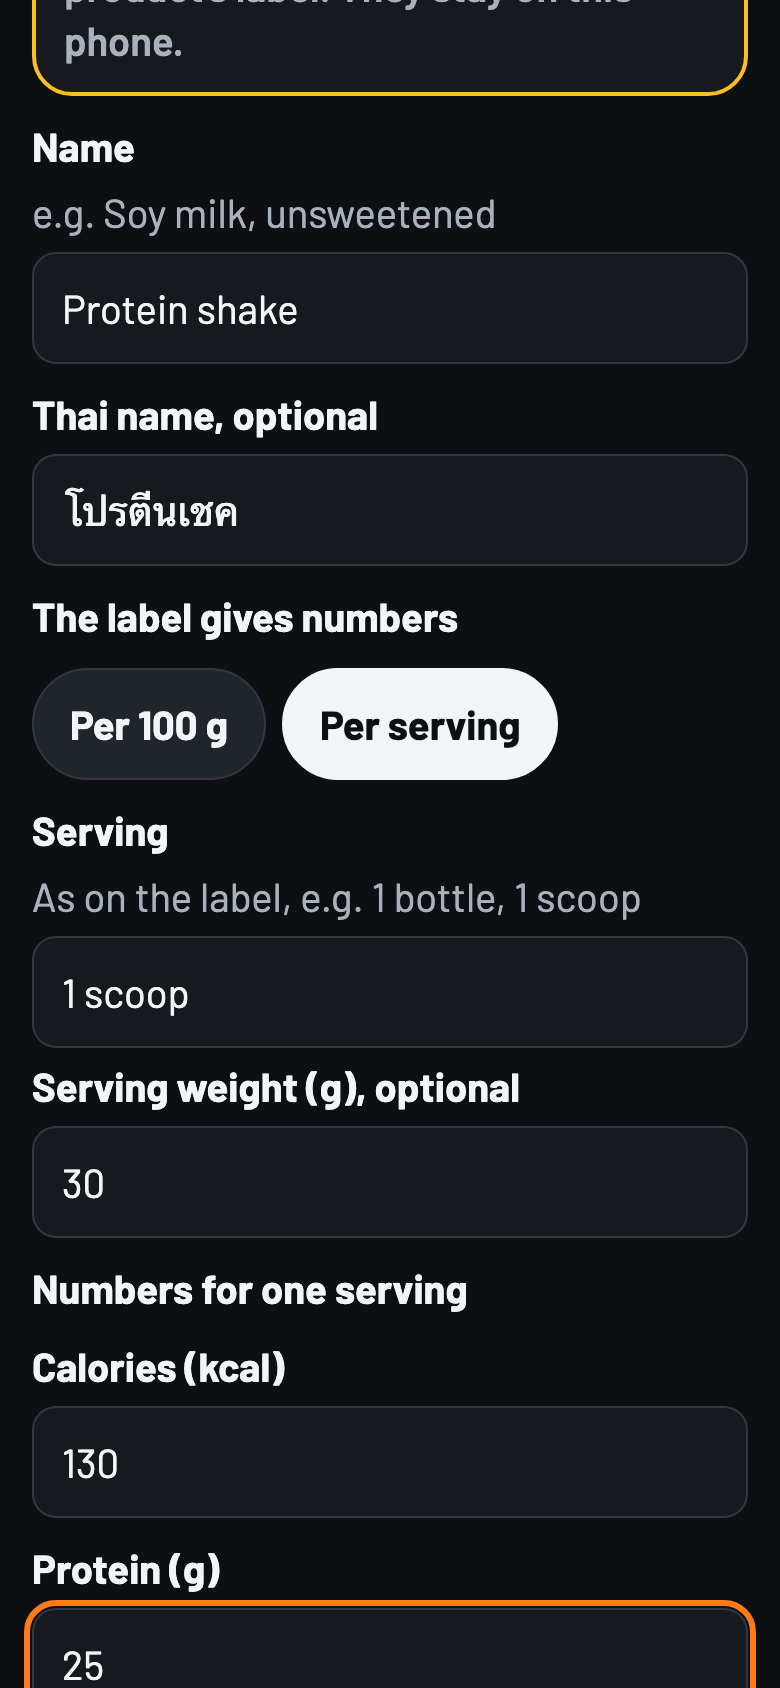 phone.
Name
e.g. Soy milk, unsweetened
Protein shake
Thai name, optional
โปรตีนเชค
The label gives numbers
Per 100 g
Per serving
Serving
As on the label, e.g. 1 bottle, 1 scoop
1 scoop
Serving weight (g), optional
30
Numbers for one serving
Calories (kcal)
130
Protein (g)
25